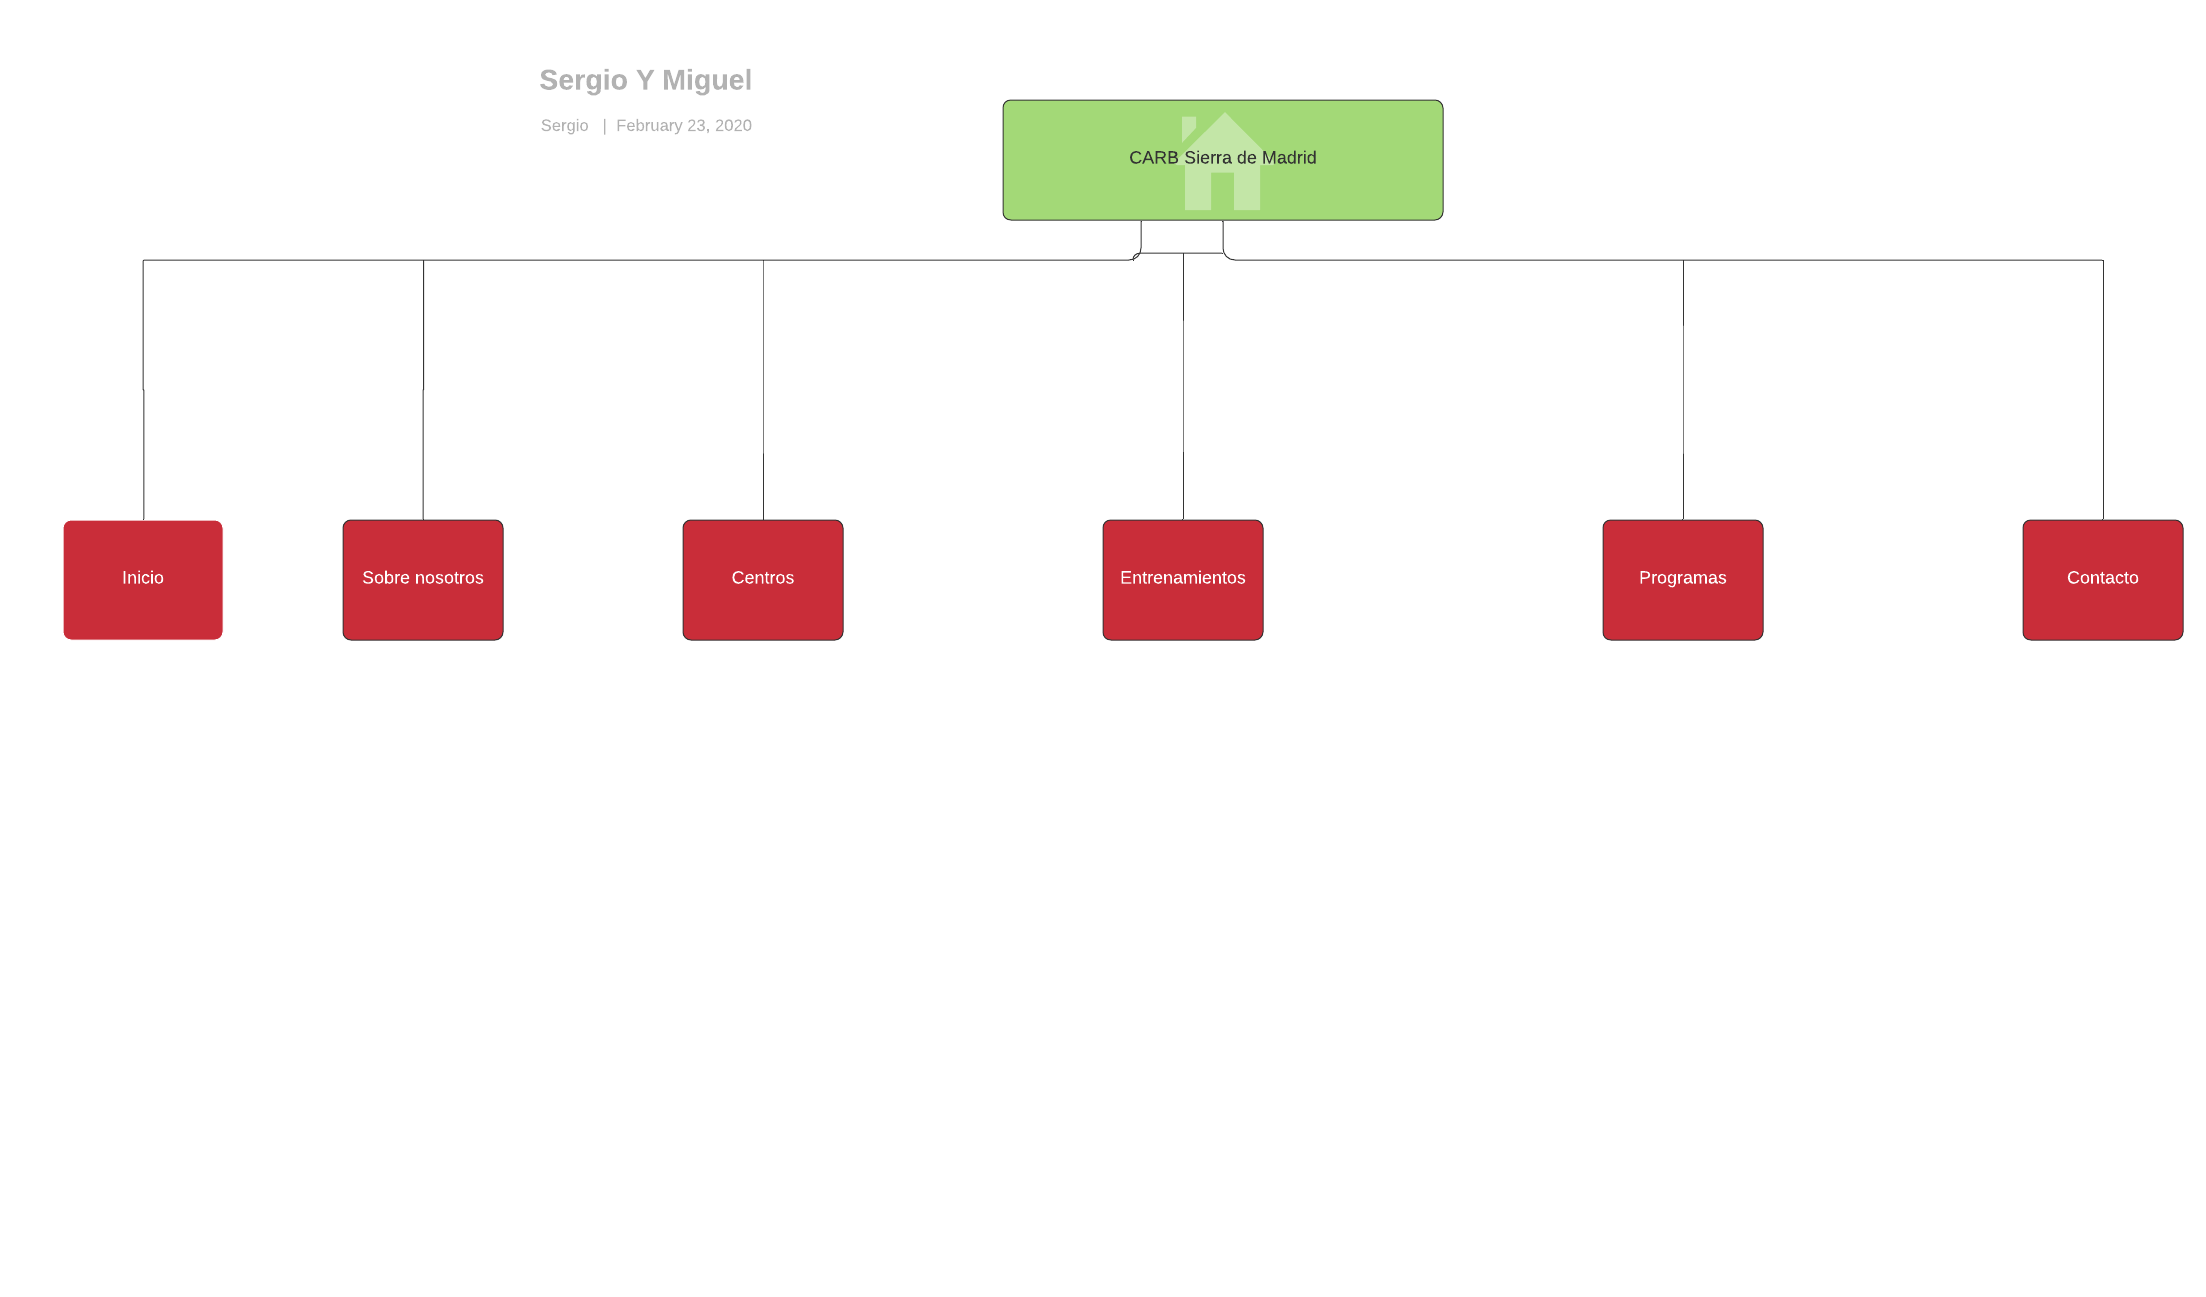 Sergio Y Miguel
Sergio | February 23, 2020
CARB Sierra de Madrid
Inicio
Sobre nosotros
Centros
Entrenamientos
Programas
Contacto